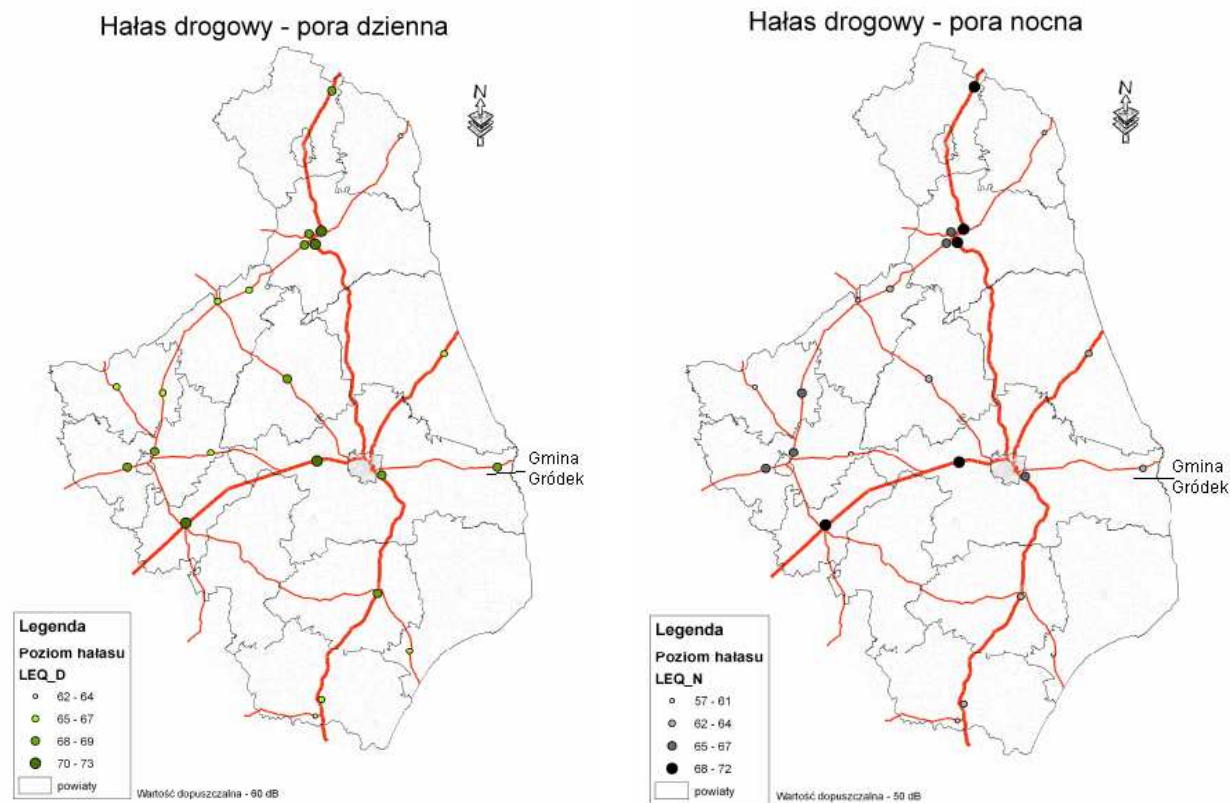 Hałas drogowy - pora dzienna
N
Gmina
Gródek
Legenda
Poziom hałasu
LEQ_D
62 - 64
65 - 67
68 - 69
70 - 73
powiaty
Wartość dopuszczalna - 60 dB
Hałas drogowy - pora nocna
N
Gmina
Gródek
Legenda
Poziom hałasu
LEQ_N
57 - 61
62 - 64
65 - 67
68 - 72
powiaty
Wartość dopuszczalna - 50 dB